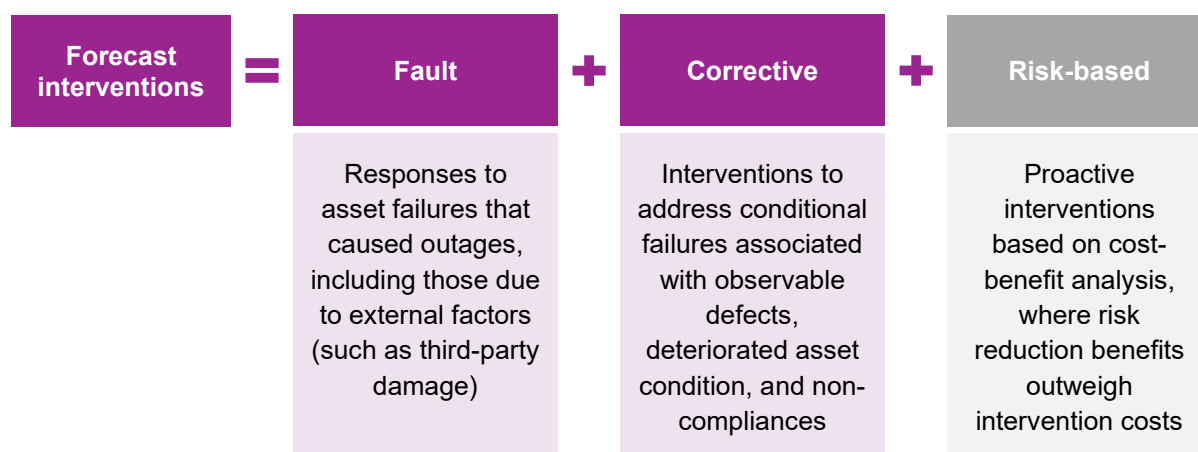 Forecast
interventions
=
Fault
+
Corrective
+
Risk-based
Responses to
asset failures that
caused outages,
including those due
to external factors
(such as third-party
damage)
Interventions to
address conditional
failures associated
with observable
defects,
deteriorated asset
condition, and non-
compliances
Proactive
interventions
based on cost-
benefit analysis,
where risk
reduction benefits
outweigh
intervention costs